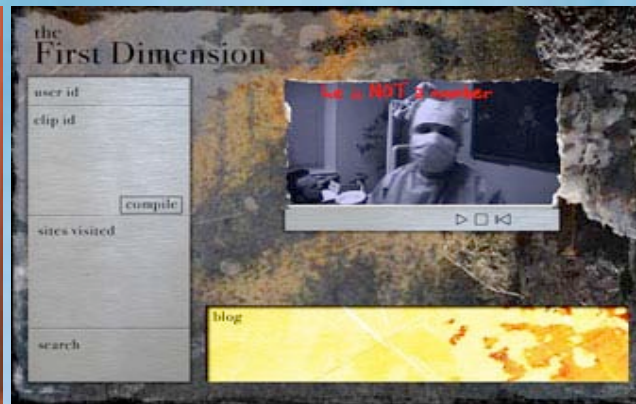 the
First Dimension
user id
clip id
compile
sites visited
search
he is NOT a number
blog